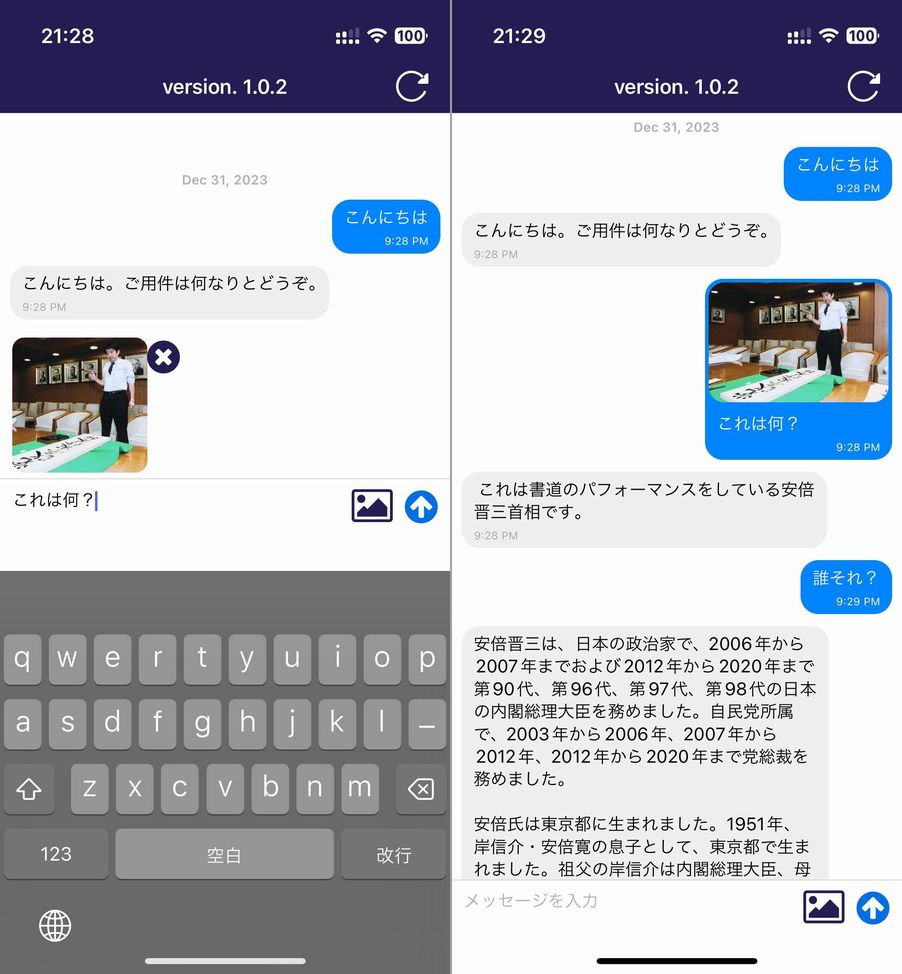 21:28
100
version. 1.0.2
Dec 31, 2023
こんにちは
9:28 PM
こんにちは。ご用件は何なりとどうぞ。
9:28 PM
これは何？
q w e r t y u i o p
a s d f g h j k l ー
z x c v b n m
123 空白 改行
21:29
100
version. 1.0.2
Dec 31, 2023
こんにちは
9:28 PM
こんにちは。ご用件は何なりとどうぞ。
9:28 PM
これは何？
9:28 PM
これは書道のパフォーマンスをしている安倍
晋三首相です。
9:28 PM
誰それ？
9:29 PM
安倍晋三は、日本の政治家で、2006年から
2007年までおよび2012年から2020年まで
第90代、第96代、第97代、第98代の日本
の内閣総理大臣を務めました。自民党所属
で、2003年から2006年、2007年から
2012年、2012年から2020年まで党総裁を
務めました。
安倍氏は東京都に生まれました。1951年、
岸信介・安倍寛の息子として、東京都で生ま
れました。祖父の岸信介は内閣総理大臣、母
メッセージを入力